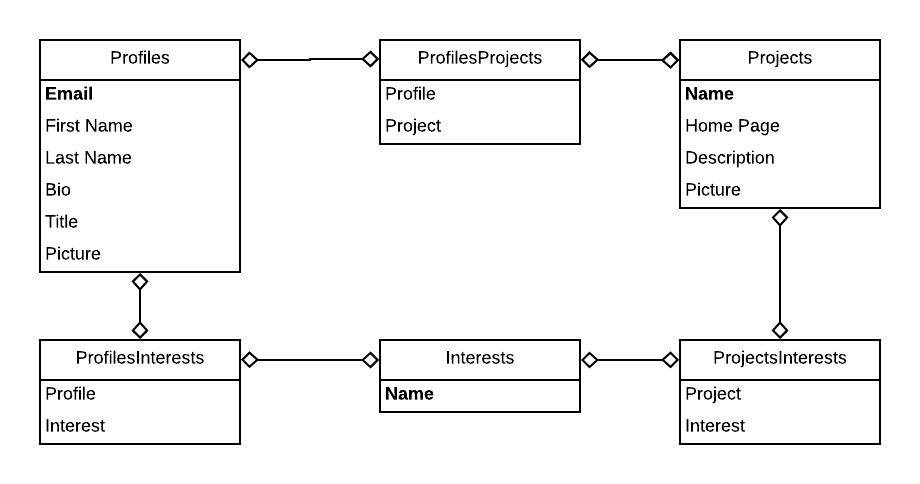 Profiles
Email
First Name
Last Name
Bio
Title
Picture
ProfilesProjects
Profile
Project
Projects
Name
Home Page
Description
Picture
ProfilesInterests
Profile
Interest
Interests
Name
ProjectsInterests
Project
Interest